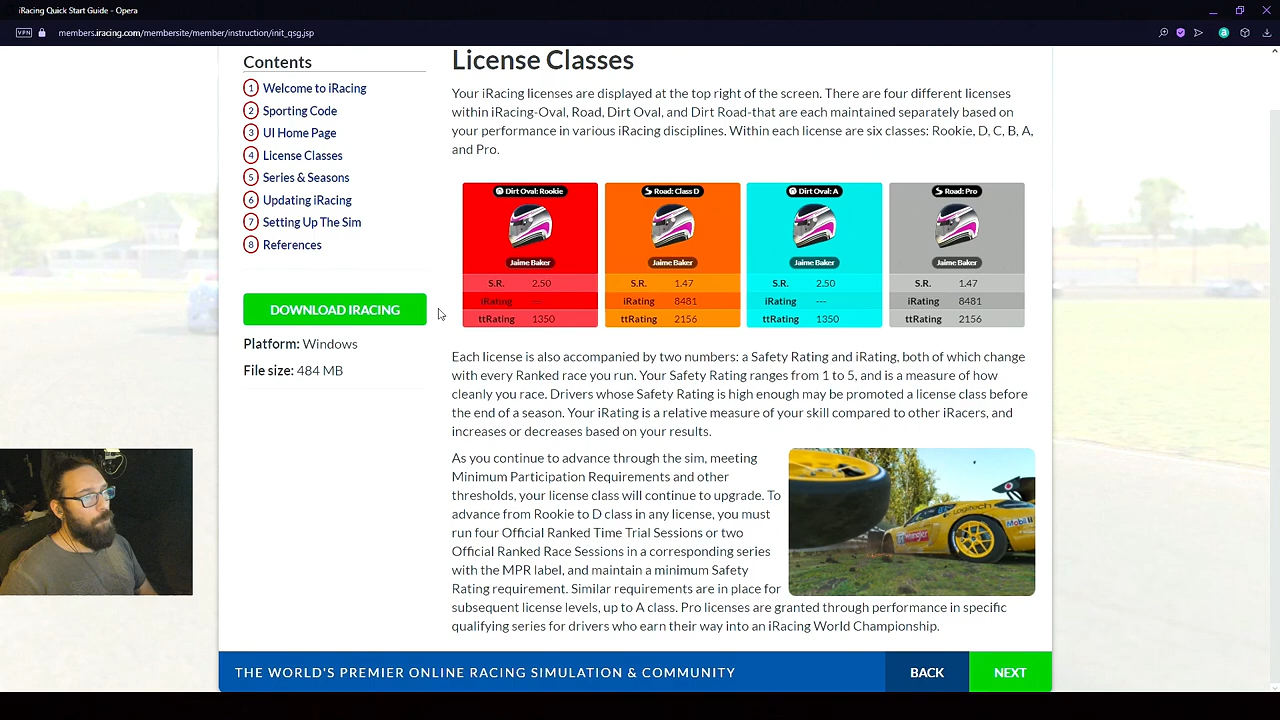 iRacing Quick Start Guide - Opera
VPN
members.iracing.com/membersite/member/instruction/init_qsg.jsp
Contents
1 Welcome to iRacing
2 Sporting Code
3 UI Home Page
4 License Classes
5 Series & Seasons
6 Updating iRacing
7 Setting Up The Sim
8 References
DOWNLOAD IRACING
Platform: Windows
File size: 484 MB
License Classes
Your iRacing licenses are displayed at the top right of the screen. There are four different licenses
within iRacing-Oval, Road, Dirt Oval, and Dirt Road-that are each maintained separately based on
your performance in various iRacing disciplines. Within each license are six classes: Rookie, D, C, B, A,
and Pro.
Dirt Oval: Rookie
Jaime Baker
S.R. 2.50
iRating ---
ttRating 1350
Road: Class D
Jaime Baker
S.R. 1.47
iRating 8481
ttRating 2156
Dirt Oval: A
Jaime Baker
S.R. 2.50
iRating ---
ttRating 1350
Road: Pro
Jaime Baker
S.R. 1.47
iRating 8481
ttRating 2156
Each license is also accompanied by two numbers: a Safety Rating and iRating, both of which change
with every Ranked race you run. Your Safety Rating ranges from 1 to 5, and is a measure of how
cleanly you race. Drivers whose Safety Rating is high enough may be promoted a license class before
the end of a season. Your iRating is a relative measure of your skill compared to other iRacers, and
increases or decreases based on your results.
As you continue to advance through the sim, meeting
Minimum Participation Requirements and other
thresholds, your license class will continue to upgrade. To
advance from Rookie to D class in any license, you must
run four Official Ranked Time Trial Sessions or two
Official Ranked Race Sessions in a corresponding series
with the MPR label, and maintain a minimum Safety
Rating requirement. Similar requirements are in place for
subsequent license levels, up to A class. Pro licenses are granted through performance in specific
qualifying series for drivers who earn their way into an iRacing World Championship.
Logitech
Mobil 1
THE WORLD'S PREMIER ONLINE RACING SIMULATION & COMMUNITY
BACK
NEXT